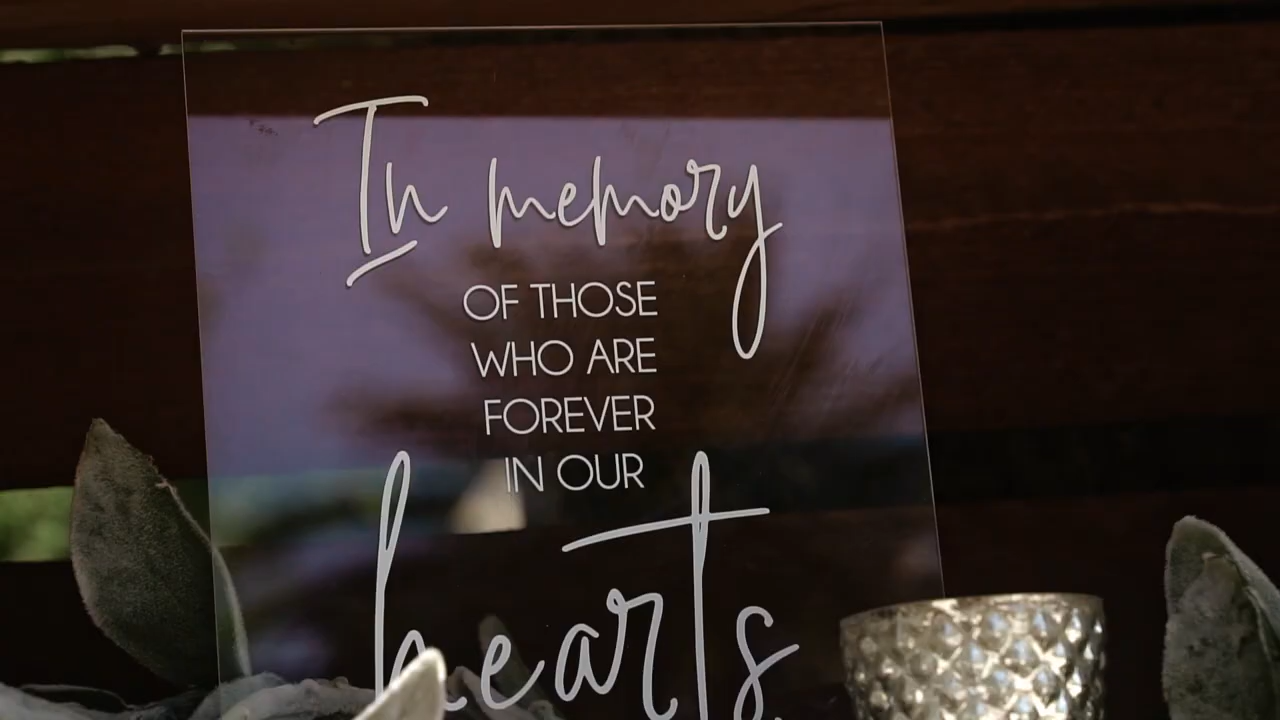 In memory
OF THOSE
WHO ARE
FOREVER
IN OUR
hearts